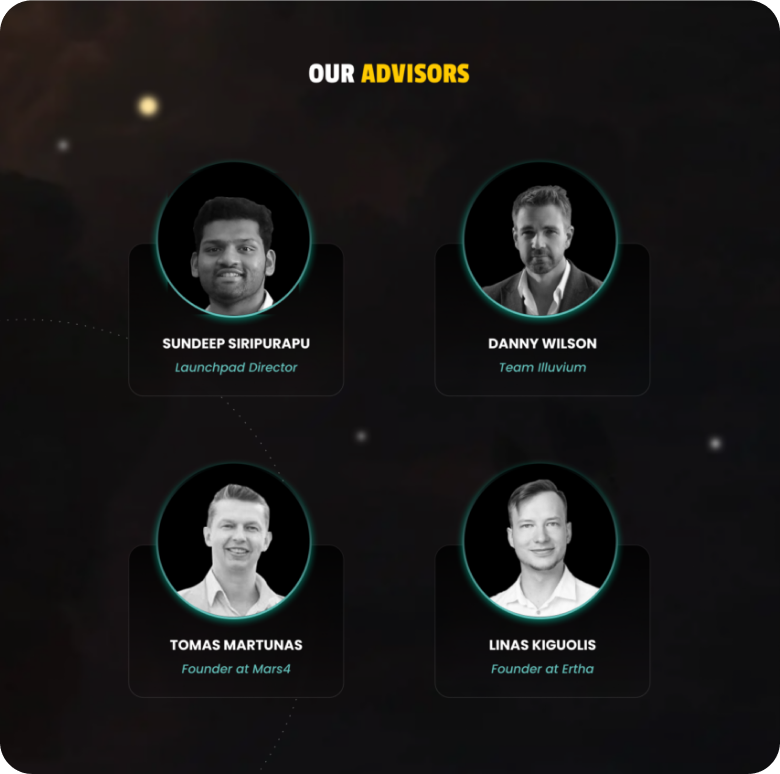 OUR ADVISORS
SUNDEEP SIRIPURAPU
Launchpad Director
DANNY WILSON
Team Illuvium
TOMAS MARTUNAS
Founder at Mars4
LINAS KIGUOLIS
Founder at Ertha